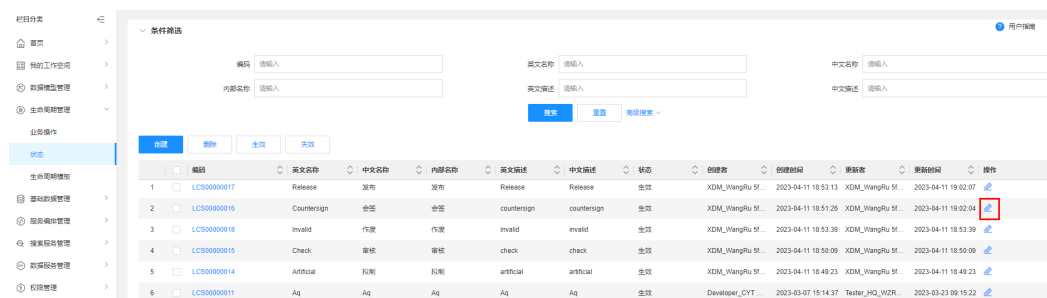 栏目分类
首页
我的工作空间
数据模型管理
生命周期管理
业务操作
状态
生命周期模板
基础数据管理
服务编排管理
搜索服务管理
数据服务管理
权限管理
条件筛选
用户指南
编码 请输入 英文名称 请输入 中文名称 请输入
内部名称 请输入 英文描述 请输入 中文描述 请输入
搜索 重置 高级搜索
创建 删除 生效 失效
编码 英文名称 中文名称 内部名称 英文描述 中文描述 状态 创建者 创建时间 更新者 更新时间 操作
1 LCS00000017 Release 发布 发布 Release Release 生效 XDM_WangRu 5f... 2023-04-11 18:53:13 XDM_WangRu 5f... 2023-04-11 19:02:07
2 LCS00000016 Countersign 会签 会签 countersign countersign 生效 XDM_WangRu 5f... 2023-04-11 18:51:26 XDM_WangRu 5f... 2023-04-11 19:02:04
3 LCS00000018 Invalid 作废 作废 invalid invalid 生效 XDM_WangRu 5f... 2023-04-11 18:53:39 XDM_WangRu 5f... 2023-04-11 18:53:39
4 LCS00000015 Check 审核 审核 check check 生效 XDM_WangRu 5f... 2023-04-11 18:50:09 XDM_WangRu 5f... 2023-04-11 18:50:09
5 LCS00000014 Artificial 拟制 拟制 artificial artificial 生效 XDM_WangRu 5f... 2023-04-11 18:49:23 XDM_WangRu 5f... 2023-04-11 18:49:23
6 LCS00000011 Aq Aq Aq Aq Aq 生效 Developer_CYT ... 2023-03-07 15:14:37 Tester_HQ_WZR... 2023-03-23 09:15:22